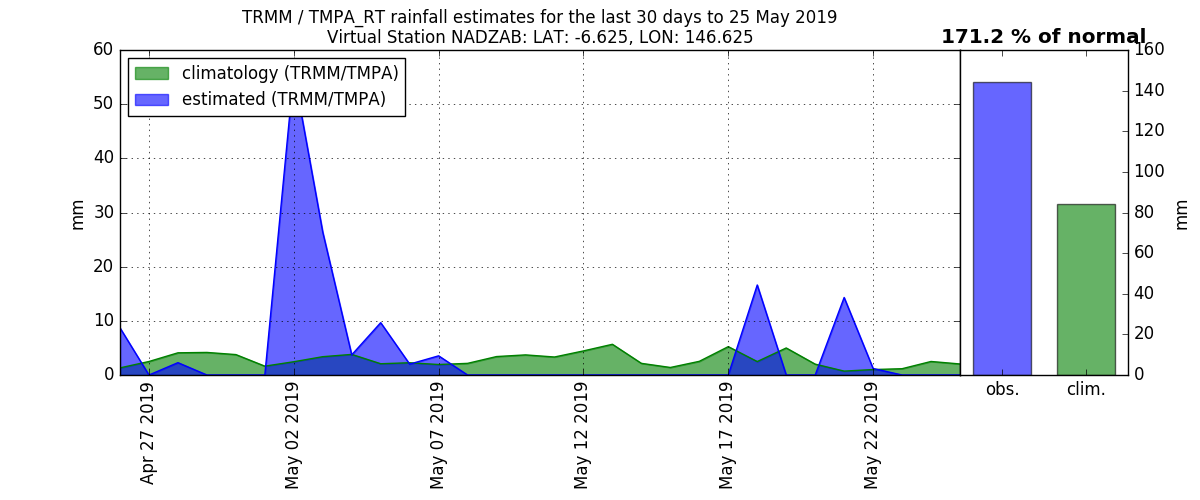 TRMM / TMPA_RT rainfall estimates for the last 30 days to 25 May 2019
Virtual Station NADZAB: LAT: -6.625, LON: 146.625
171.2 % of normal
climatology (TRMM/TMPA)
estimated (TRMM/TMPA)
60
50
40
30
20
10
0
mm
Apr 27 2019
May 02 2019
May 07 2019
May 12 2019
May 17 2019
May 22 2019
160
140
120
100
80
60
40
20
0
mm
obs.
clim.